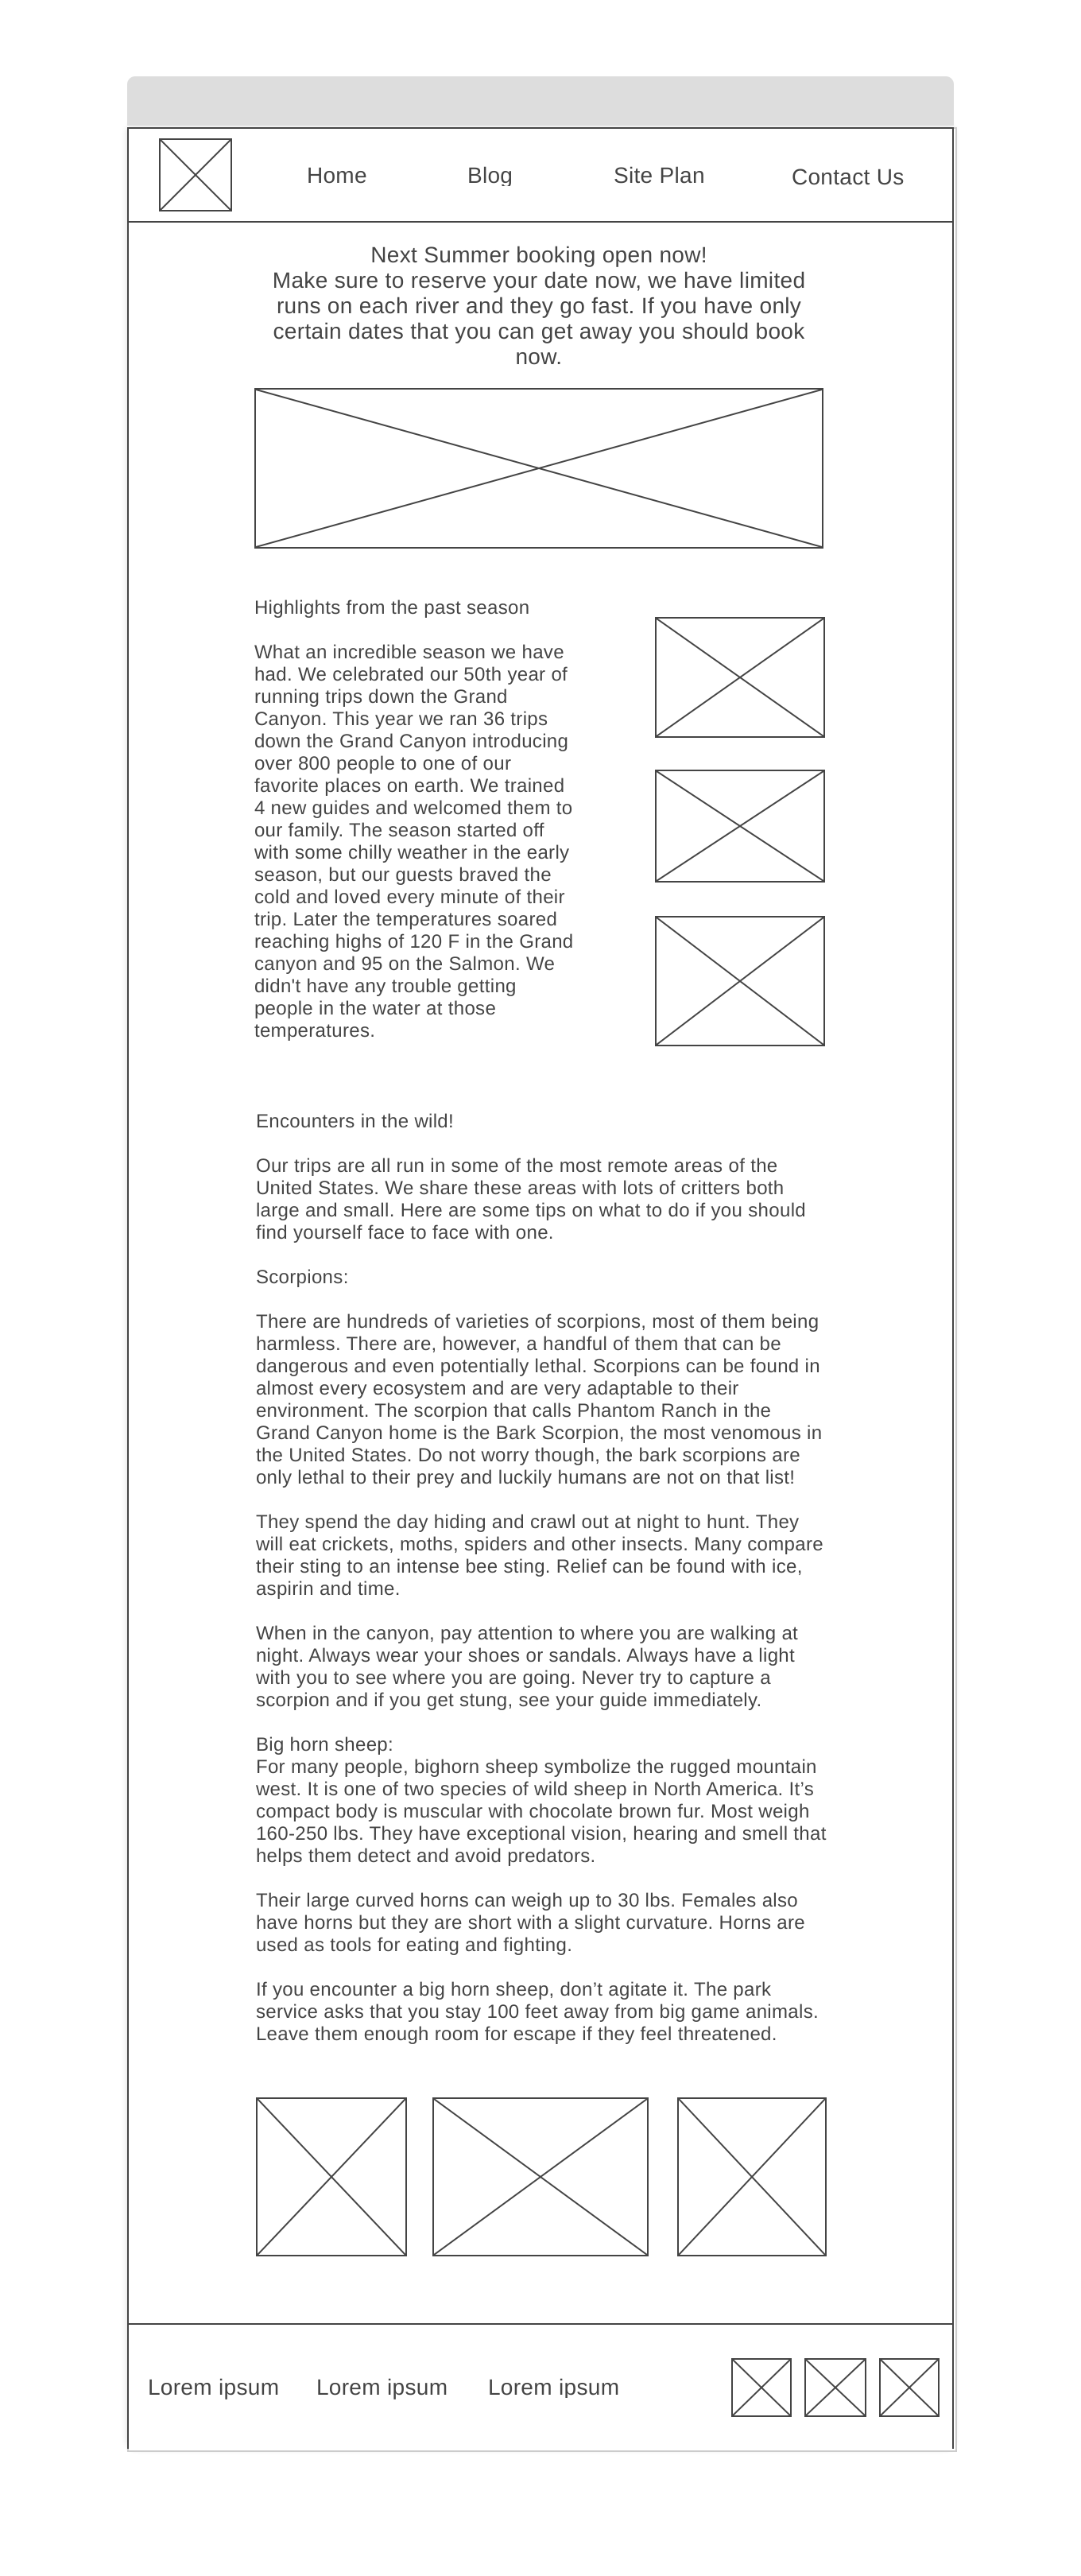 Home Blog Site Plan Contact Us
Next Summer booking open now!
Make sure to reserve your date now, we have limited
runs on each river and they go fast. If you have only
certain dates that you can get away you should book
now.
Highlights from the past season
What an incredible season we have
had. We celebrated our 50th year of
running trips down the Grand
Canyon. This year we ran 36 trips
down the Grand Canyon introducing
over 800 people to one of our
favorite places on earth. We trained
4 new guides and welcomed them to
our family. The season started off
with some chilly weather in the early
season, but our guests braved the
cold and loved every minute of their
trip. Later the temperatures soared
reaching highs of 120 F in the Grand
canyon and 95 on the Salmon. We
didn't have any trouble getting
people in the water at those
temperatures.
Encounters in the wild!
Our trips are all run in some of the most remote areas of the
United States. We share these areas with lots of critters both
large and small. Here are some tips on what to do if you should
find yourself face to face with one.
Scorpions:
There are hundreds of varieties of scorpions, most of them being
harmless. There are, however, a handful of them that can be
dangerous and even potentially lethal. Scorpions can be found in
almost every ecosystem and are very adaptable to their
environment. The scorpion that calls Phantom Ranch in the
Grand Canyon home is the Bark Scorpion, the most venomous in
the United States. Do not worry though, the bark scorpions are
only lethal to their prey and luckily humans are not on that list!
They spend the day hiding and crawl out at night to hunt. They
will eat crickets, moths, spiders and other insects. Many compare
their sting to an intense bee sting. Relief can be found with ice,
aspirin and time.
When in the canyon, pay attention to where you are walking at
night. Always wear your shoes or sandals. Always have a light
with you to see where you are going. Never try to capture a
scorpion and if you get stung, see your guide immediately.
Big horn sheep:
For many people, bighorn sheep symbolize the rugged mountain
west. It is one of two species of wild sheep in North America. It’s
compact body is muscular with chocolate brown fur. Most weigh
160-250 lbs. They have exceptional vision, hearing and smell that
helps them detect and avoid predators.
Their large curved horns can weigh up to 30 lbs. Females also
have horns but they are short with a slight curvature. Horns are
used as tools for eating and fighting.
If you encounter a big horn sheep, don’t agitate it. The park
service asks that you stay 100 feet away from big game animals.
Leave them enough room for escape if they feel threatened.
Lorem ipsum Lorem ipsum Lorem ipsum